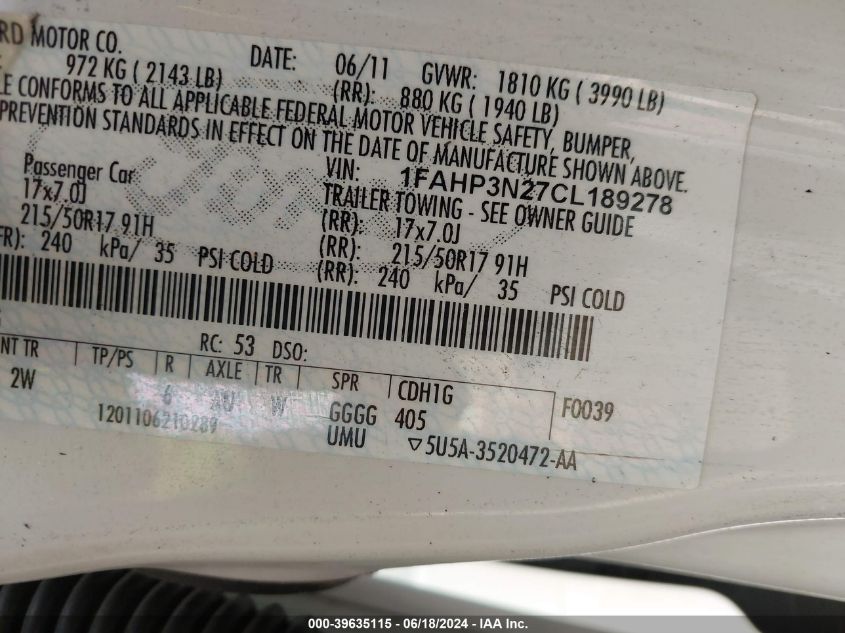 RD MOTOR CO.
DATE: 06/11 GVWR: 1810 KG ( 3990 LB)
972 KG ( 2143 LB) (RR): 880 KG ( 1940 LB)
LE CONFORMS TO ALL APPLICABLE FEDERAL MOTOR VEHICLE SAFETY, BUMPER,
PREVENTION STANDARDS IN EFFECT ON THE DATE OF MANUFACTURE SHOWN ABOVE.
VIN: 1FAHP3N27CL189278
Passenger Car TRAILER TOWING - SEE OWNER GUIDE
17x7.0J (RR): 17x7.0J
215/50R17 91H (RR): 215/50R17 91H
FR): 240 kPa/ 35 PSI COLD (RR): 240 kPa/ 35 PSI COLD
RC: 53 DSO:
NT TR TP/PS R AXLE TR SPR CDH1G F0039
2W 6 W GGGG 405
1201106210289 UMU 5U5A-3520472-AA
000-39635115 - 06/18/2024 - IAA Inc.